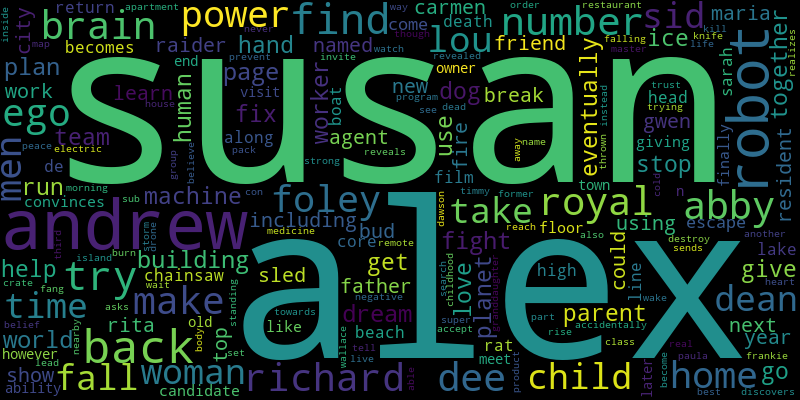 susan
alex
andrew
robot
ego
brain
power
find
number
sid
lou
carmen
maria
death
come
ice
friend
raider
hand
named
becomes
city
inside
plan
page
end
visit
boat
owner
new
dog
break
head
sarah
together
work
learn
fix
human
worker
along
agent
use
fire
film
eventually
men
team
de
peace
electric
run
convinces
morning
machine
including
foley
bud
core
take
royal
abby
resident
finally
gwen
giving
stop
town
using
escape
lake
try
help
crate
time
fang
belief
world
however
lead
show
ability
make
building
chainsaw
sled
rita
old
top
like
back
fall
woman
candidate
richard
get
father
dream
beach
fight
love
planet
rat
meet
dee
child
high
floor
could
line
parent
give
dean
next
year
home
go
later
restaurant
order
apartment
way
never
though
watch
revealed
master
falling
kill
knife
life
trust
trying
realizes
invite
prevent
program
see
dead
instead
thrown
away
name
house
map
group
believe
reveals
pack
strong
timmy
former
cold
n
con
sub
medicine
remote
dawson
reach
also
island
third
burn
storm
drone
wait
asks
nearby
standing
body
set
towards
negative
wallace
tell
live
able
search
childhood
super
accept
granddaughter
product
part
rise
class
accidentally
destroy
sends
another
heart
wake
real
become
paula
frankie
best
discovers